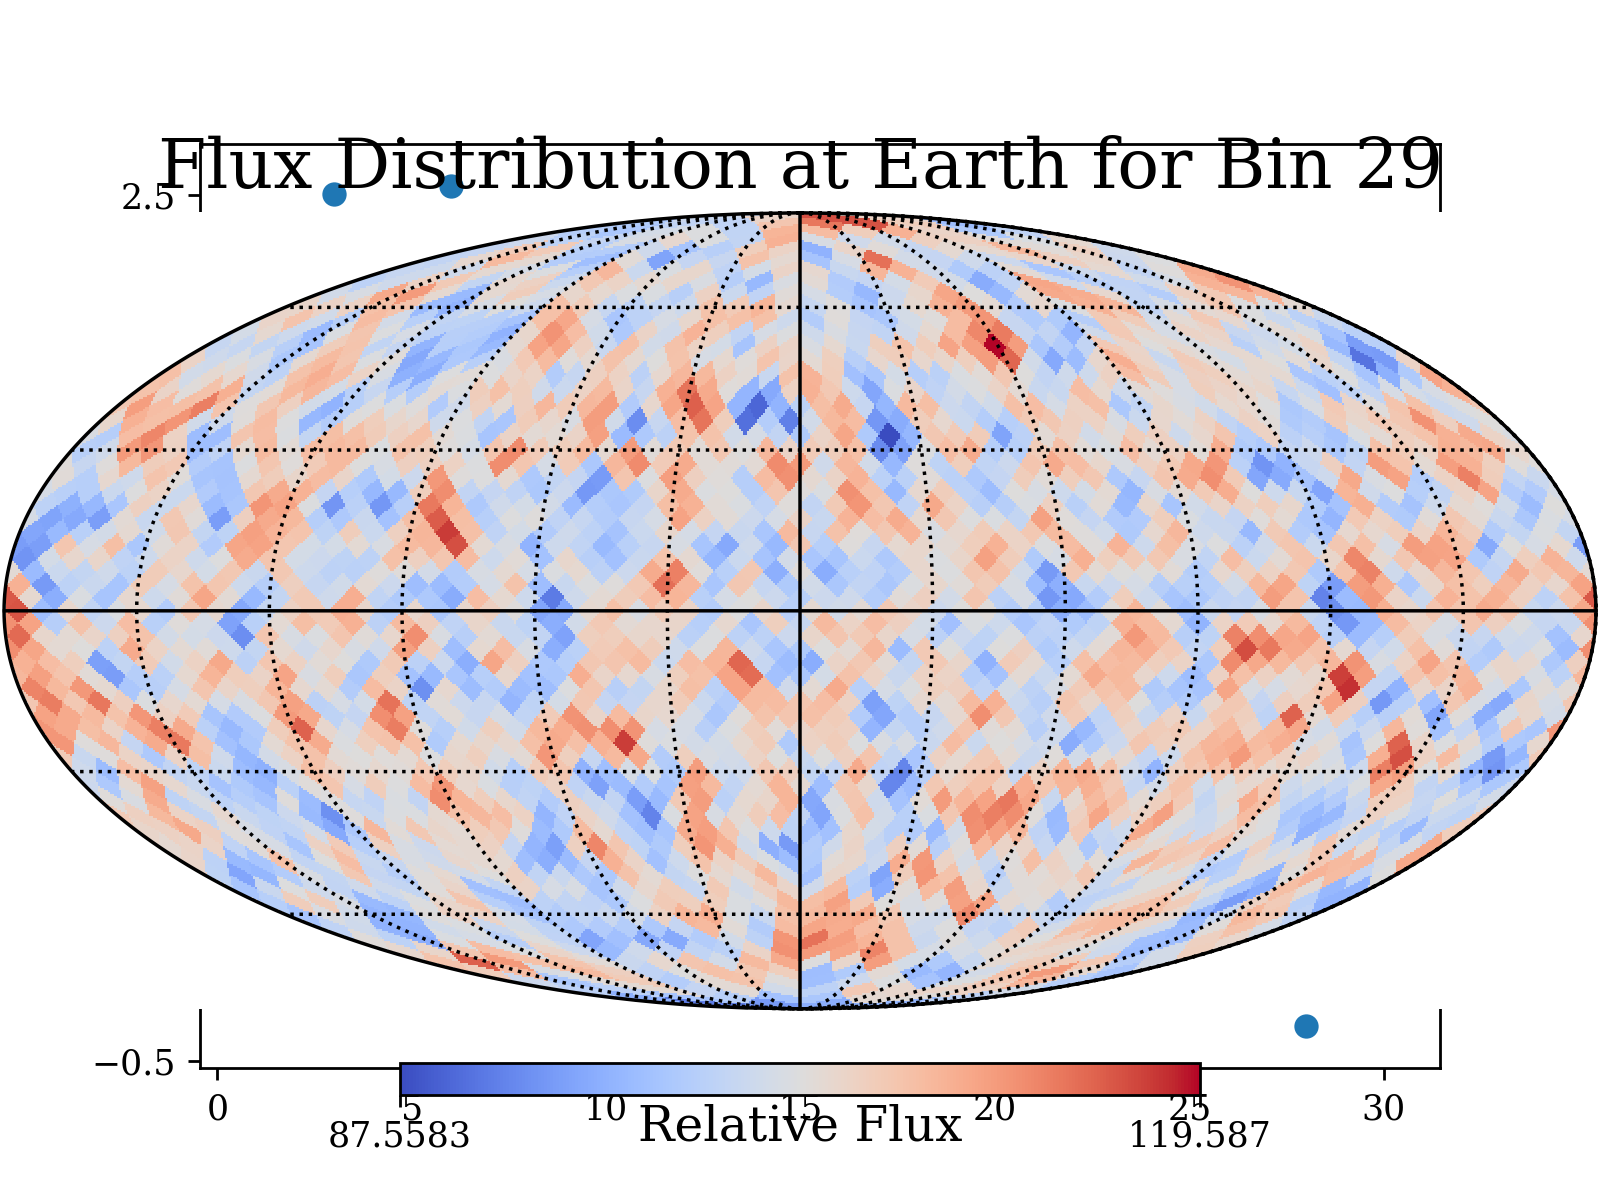 Flux Distribution at Earth for Bin 29
2.5
−0.5
0 5 10 15 20 25 30
Relative Flux
87.5583 119.587